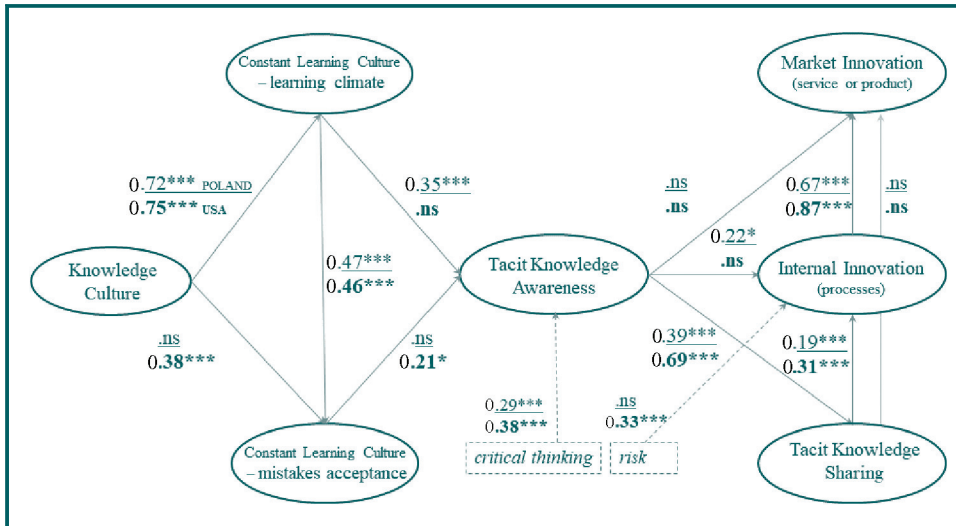 Constant Learning Culture
– learning climate
Market Innovation
(service or product)
0.72*** POLAND
0.75*** USA
0.35***
.ns
.ns
.ns
0.67***
0.87***
.ns
.ns
0.22*
.ns
Knowledge
Culture
0.47***
0.46***
Tacit Knowledge
Awareness
Internal Innovation
(processes)
.ns
0.38***
.ns
0.21*
0.39***
0.69***
0.19***
0.31***
0.29***
0.38***
.ns
0.33***
Constant Learning Culture
– mistakes acceptance
critical thinking
risk
Tacit Knowledge
Sharing